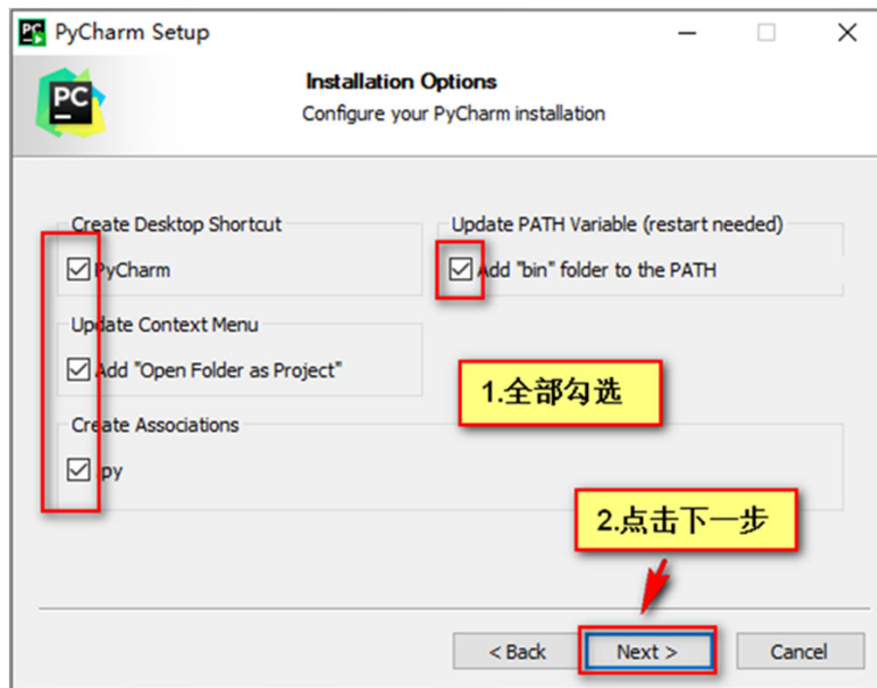 PyCharm Setup
PC
Installation Options
Configure your PyCharm installation
Create Desktop Shortcut
PyCharm
Update PATH Variable (restart needed)
Add "bin" folder to the PATH
Update Context Menu
Add "Open Folder as Project"
1.全部勾选
Create Associations
.py
2.点击下一步
< Back
Next >
Cancel